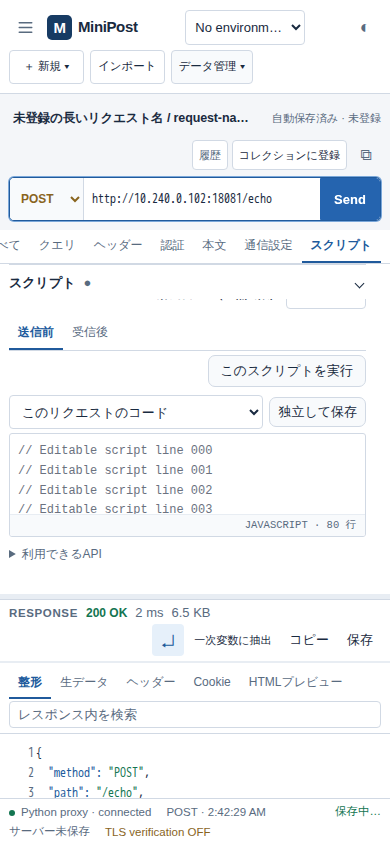 M MiniPost No environm…
＋ 新規 ▾ インポート データ管理 ▾
未登録の長いリクエスト名 / request-na… 自動保存済み · 未登録
履歴 コレクションに登録
POST http://10.240.0.102:18081/echo Send
べて クエリ ヘッダー 認証 本文 通信設定 スクリプト
スクリプト ●
送信前 受信後
このスクリプトを実行
このリクエストのコード 独立して保存
// Editable script line 000
// Editable script line 001
// Editable script line 002
// Editable script line 003
JAVASCRIPT · 80 行
▶ 利用できるAPI
RESPONSE 200 OK 2 ms 6.5 KB
一次変数に抽出 コピー 保存
整形 生データ ヘッダー Cookie HTMLプレビュー
レスポンス内を検索
1 {
2 "method": "POST",
3 "path": "/echo",
Python proxy · connected POST · 2:42:29 AM 保存中…
サーバー未保存 TLS verification OFF